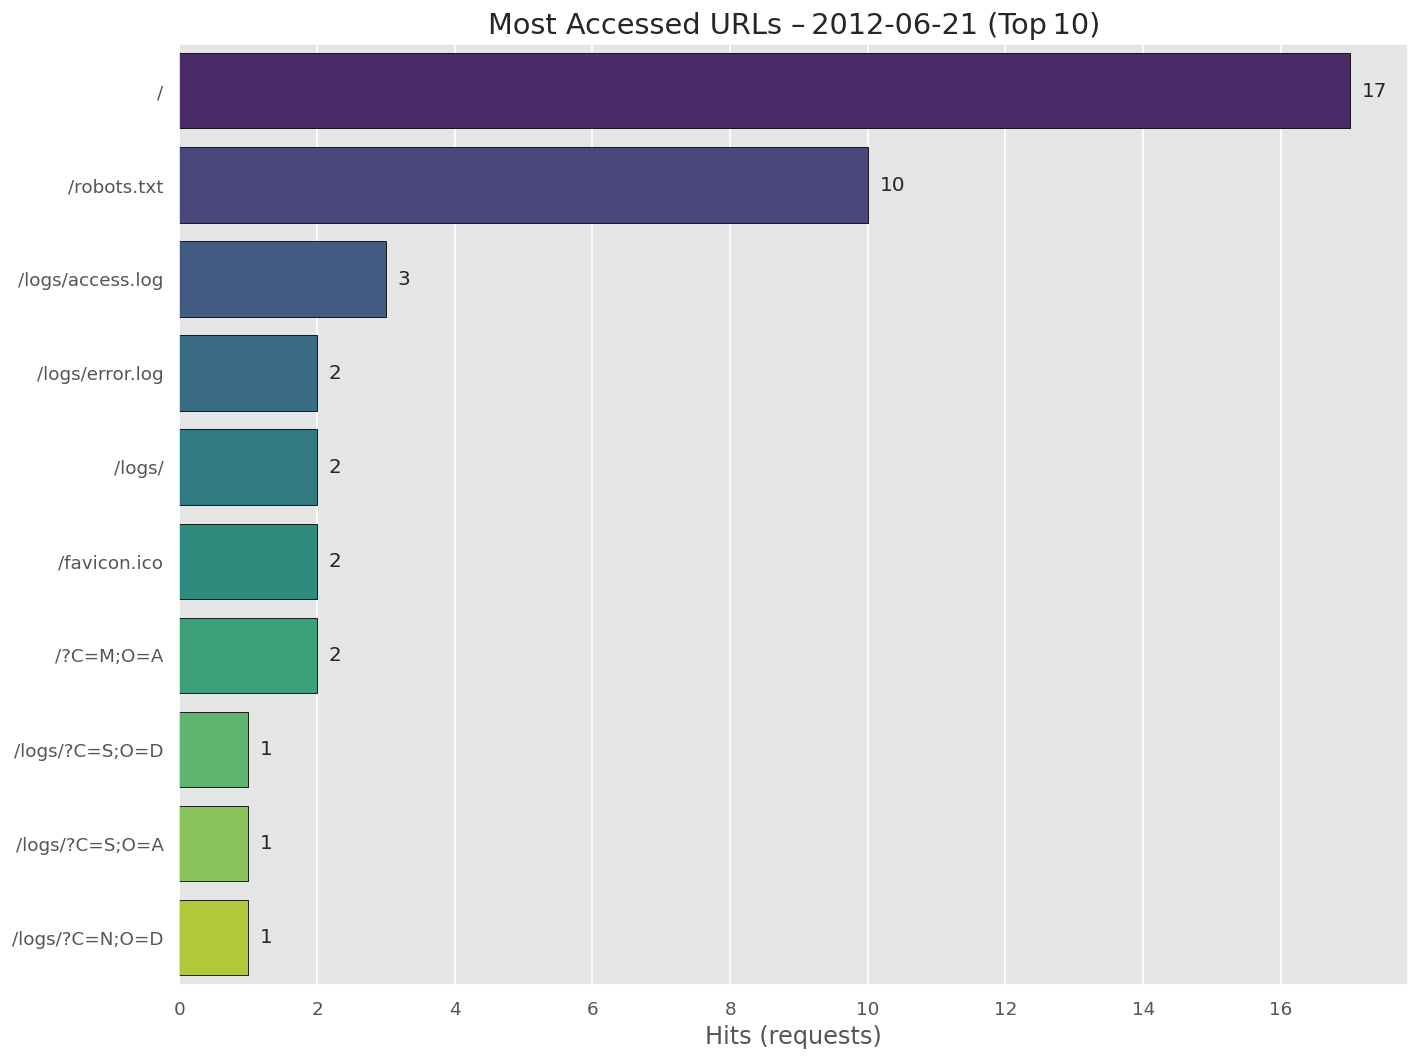 Most Accessed URLs – 2012-06-21 (Top 10)
/ 17
/robots.txt 10
/logs/access.log 3
/logs/error.log 2
/logs/ 2
/favicon.ico 2
/?C=M;O=A 2
/logs/?C=S;O=D 1
/logs/?C=S;O=A 1
/logs/?C=N;O=D 1
0 2 4 6 8 10 12 14 16
Hits (requests)